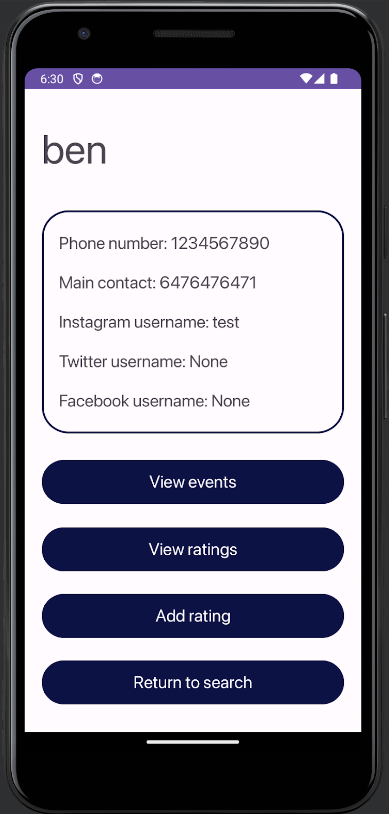 6:30
ben
Phone number: 1234567890
Main contact: 6476476471
Instagram username: test
Twitter username: None
Facebook username: None
View events
View ratings
Add rating
Return to search